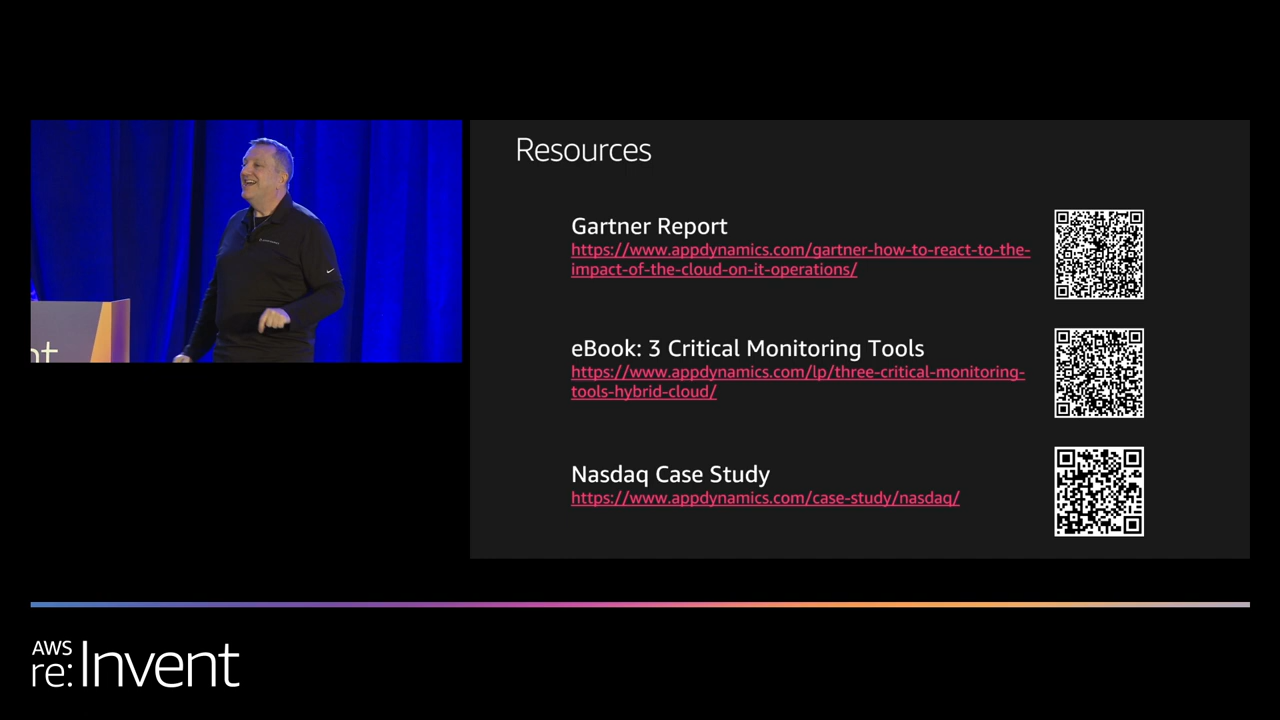 Resources
Gartner Report
https://www.appdynamics.com/gartner-how-to-react-to-the-
impact-of-the-cloud-on-it-operations/
eBook: 3 Critical Monitoring Tools
https://www.appdynamics.com/lp/three-critical-monitoring-
tools-hybrid-cloud/
Nasdaq Case Study
https://www.appdynamics.com/case-study/nasdaq/
nt
AWS
re:Invent